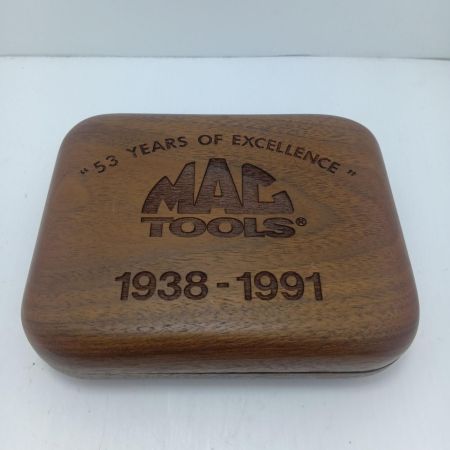 "53 YEARS OF EXCELLENCE"
MAC
TOOLS®
1938-1991